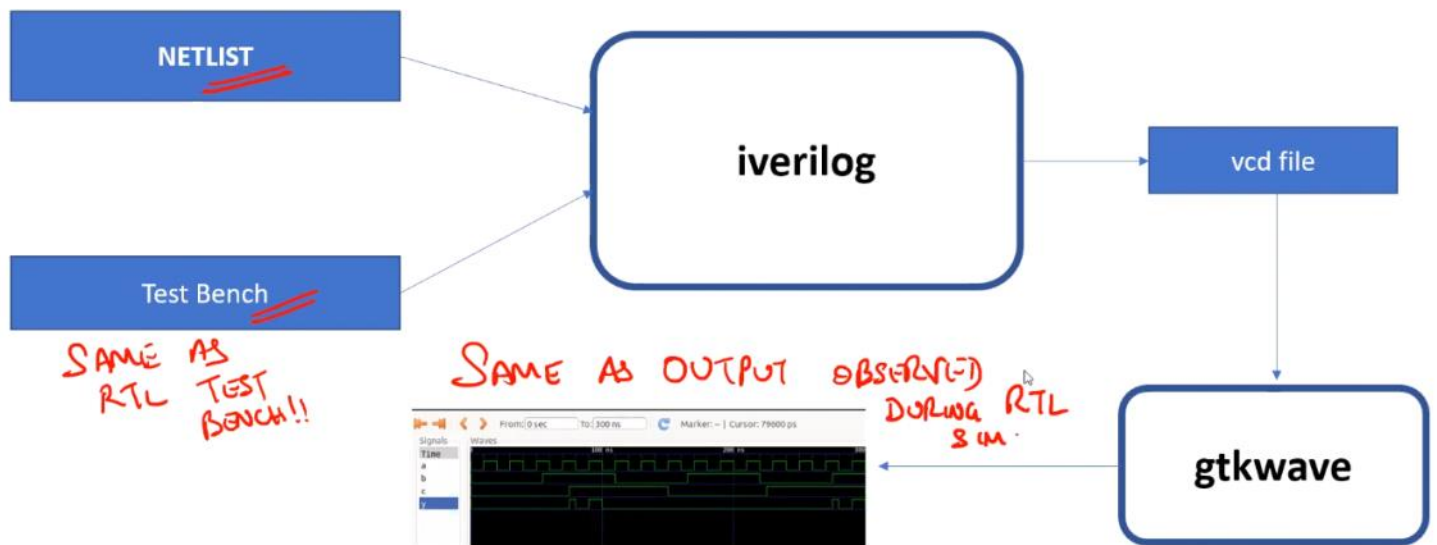 NETLIST
iverilog
vcd file
Test Bench
SAME AS
RTL TEST
BENCH!!
SAME AS OUTPUT OBSERVED
DURING RTL
SIM.
From: 0 sec To: 300 ns Marker: -- | Cursor: 79600 ps
Signals Waves
Time 100 ns 200 ns
a
b
c
y
gtkwave